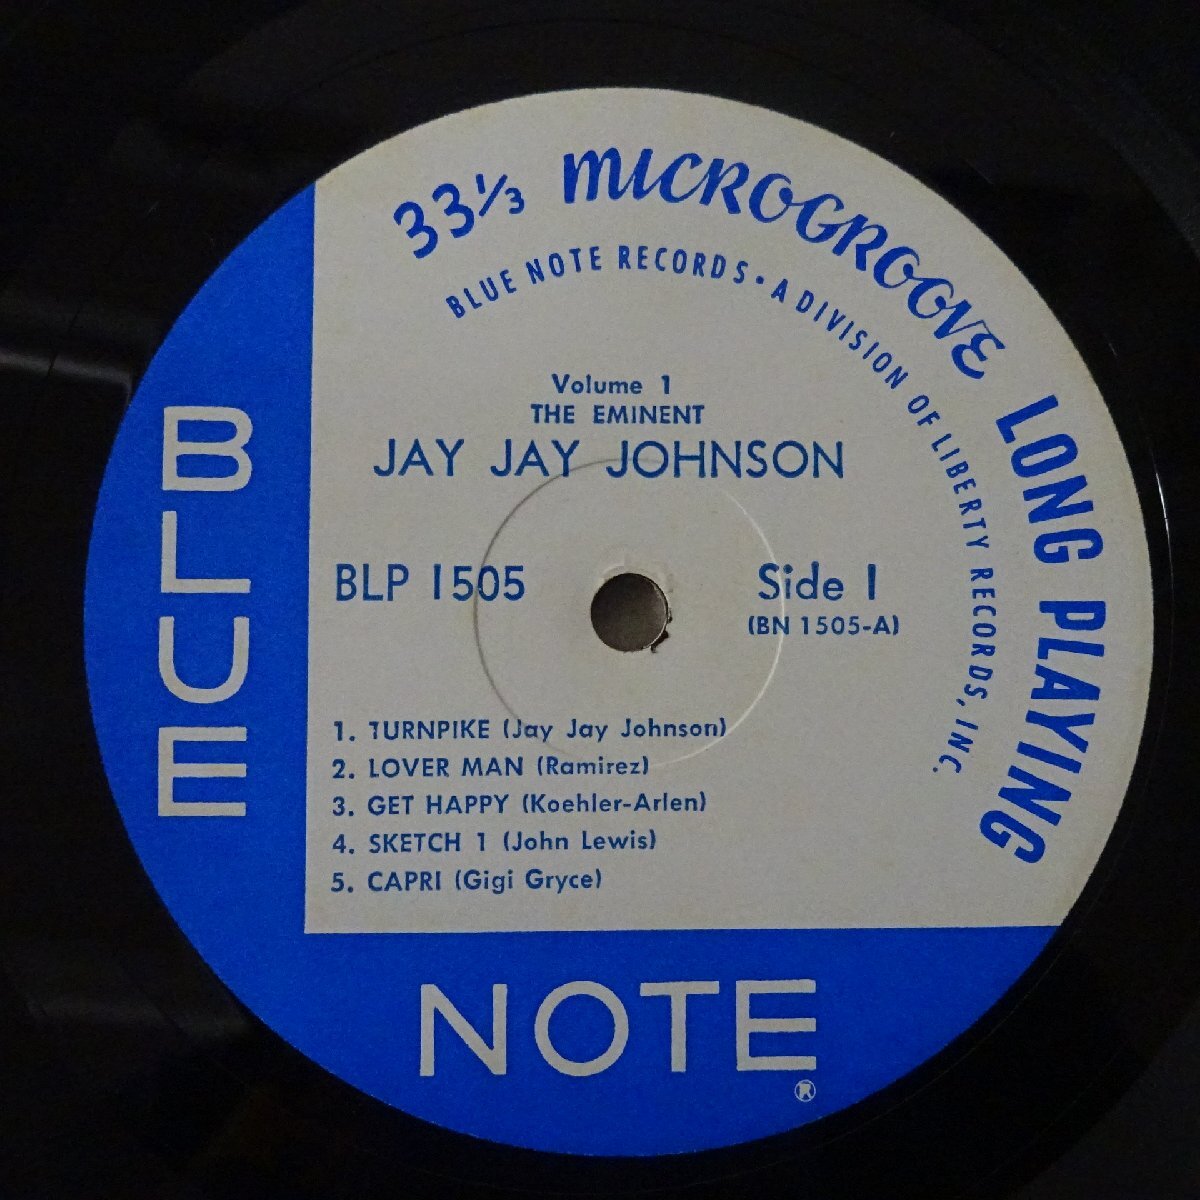 33⅓ MICROGROOVE LONG PLAYING
BLUE NOTE RECORDS • A DIVISION OF LIBERTY RECORDS, INC.
Volume 1
THE EMINENT
JAY JAY JOHNSON
BLP 1505
Side 1
(BN 1505-A)
1. TURNPIKE (Jay Jay Johnson)
2. LOVER MAN (Ramirez)
3. GET HAPPY (Koehler-Arlen)
4. SKETCH 1 (John Lewis)
5. CAPRI (Gigi Gryce)
BLUE
NOTE
®